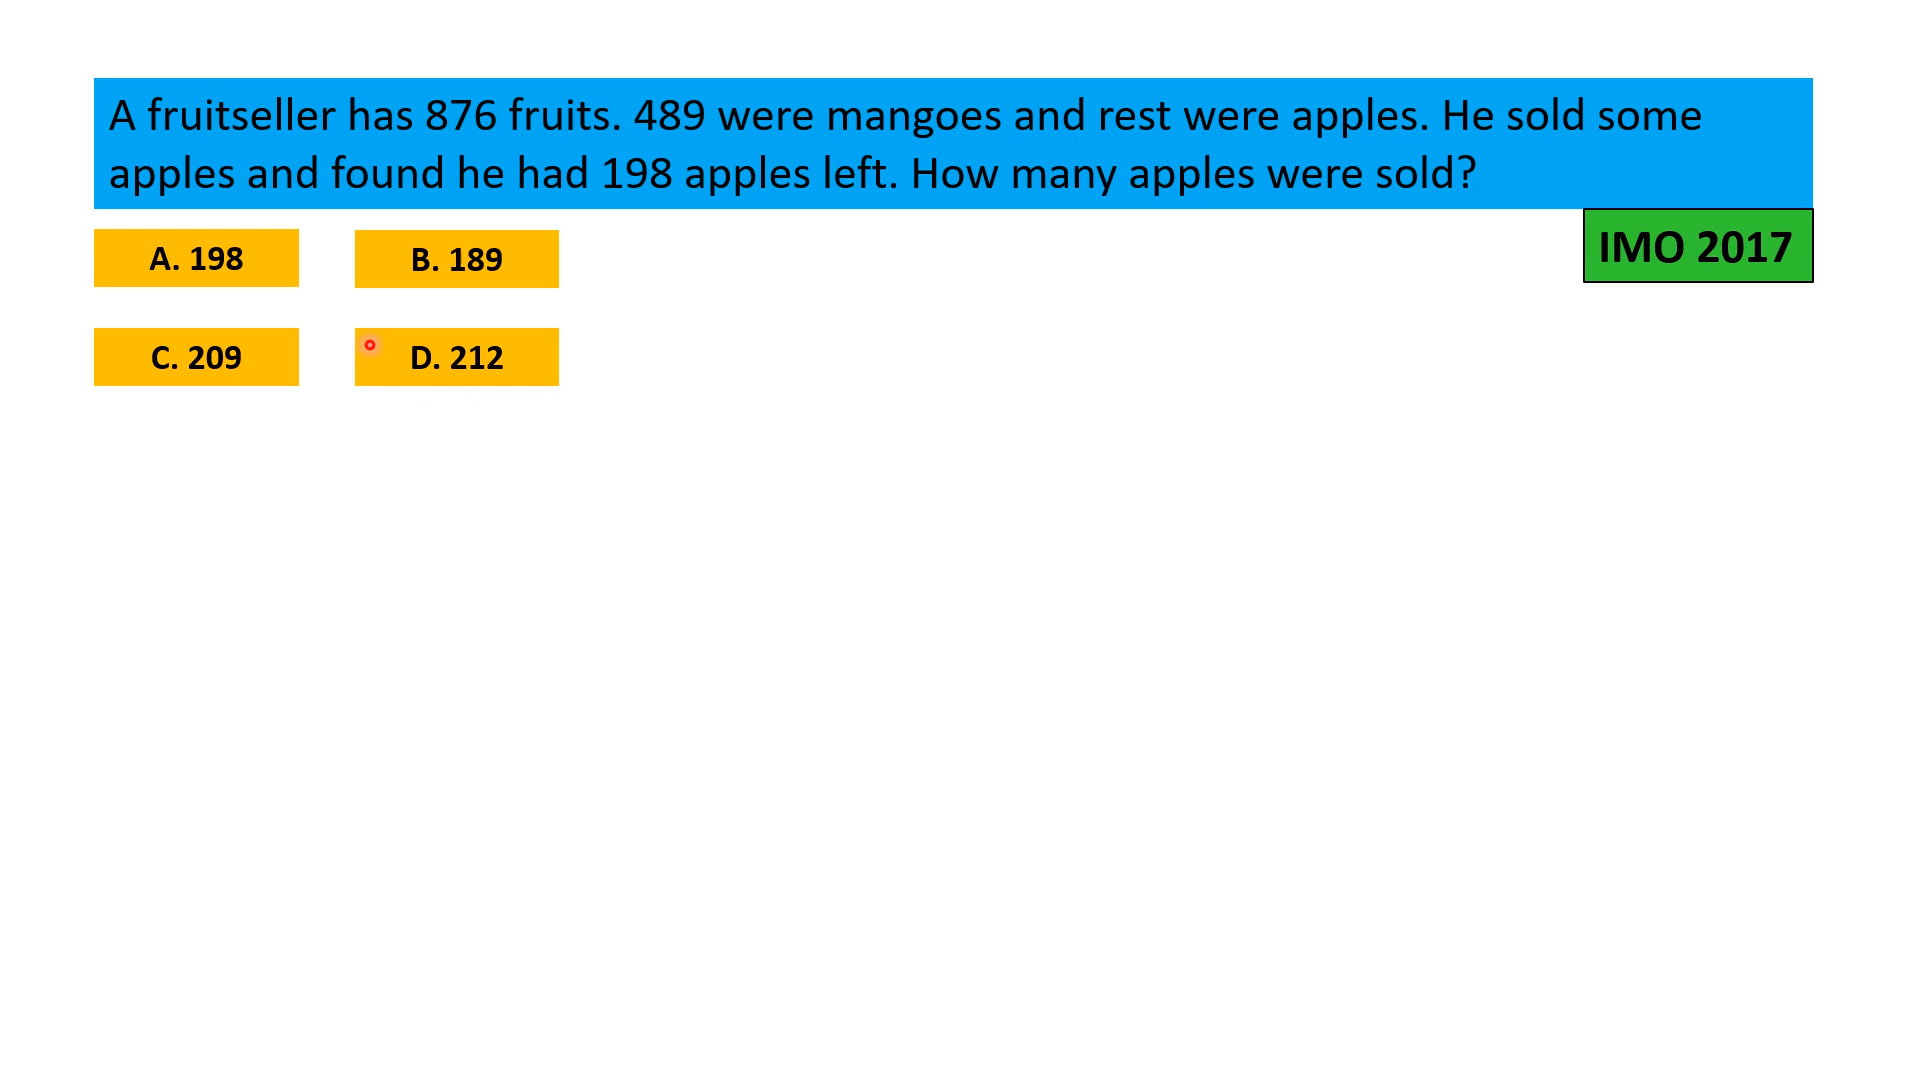 A fruitseller has 876 fruits. 489 were mangoes and rest were apples. He sold some
apples and found he had 198 apples left. How many apples were sold?
IMO 2017
A. 198
B. 189
C. 209
D. 212